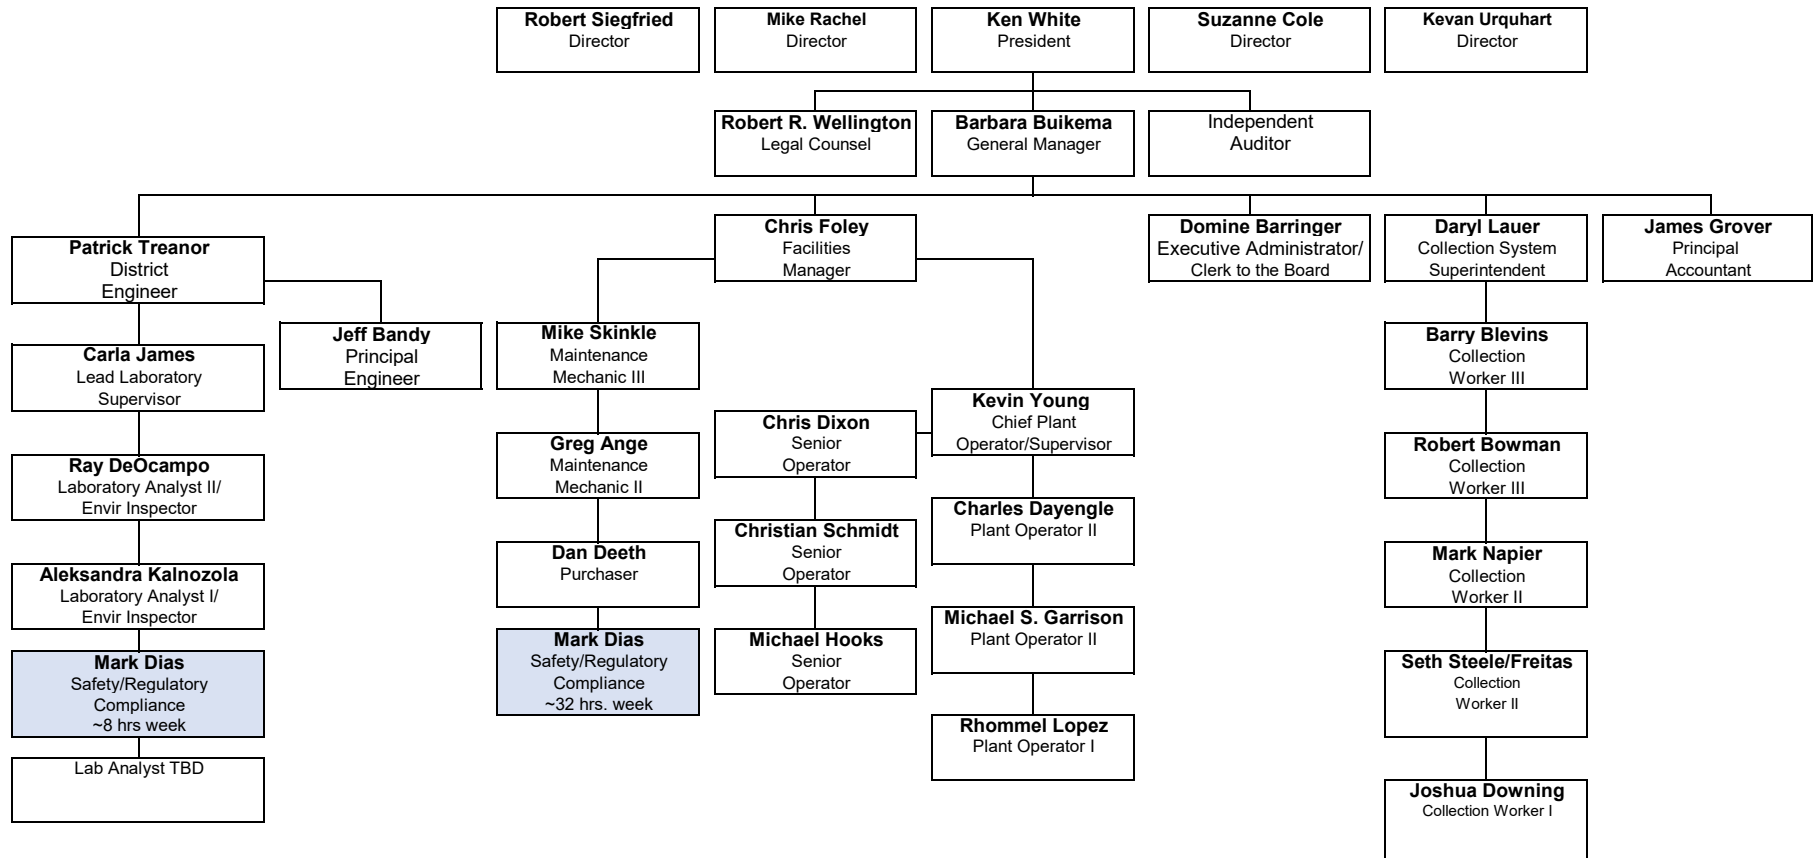 Robert Siegfried
Director
Mike Rachel
Director
Ken White
President
Suzanne Cole
Director
Kevan Urquhart
Director
Robert R. Wellington
Legal Counsel
Barbara Buikema
General Manager
Independent
Auditor
Patrick Treanor
District
Engineer
Chris Foley
Facilities
Manager
Domine Barringer
Executive Administrator/
Clerk to the Board
Daryl Lauer
Collection System
Superintendent
James Grover
Principal
Accountant
Jeff Bandy
Principal
Engineer
Carla James
Lead Laboratory
Supervisor
Ray DeOcampo
Laboratory Analyst II/
Envir Inspector
Aleksandra Kalnozola
Laboratory Analyst I/
Envir Inspector
Mark Dias
Safety/Regulatory
Compliance
~8 hrs week
Lab Analyst TBD
Mike Skinkle
Maintenance
Mechanic III
Greg Ange
Maintenance
Mechanic II
Dan Deeth
Purchaser
Mark Dias
Safety/Regulatory
Compliance
~32 hrs. week
Chris Dixon
Senior
Operator
Christian Schmidt
Senior
Operator
Michael Hooks
Senior
Operator
Kevin Young
Chief Plant
Operator/Supervisor
Charles Dayengle
Plant Operator II
Michael S. Garrison
Plant Operator II
Rhommel Lopez
Plant Operator I
Barry Blevins
Collection
Worker III
Robert Bowman
Collection
Worker III
Mark Napier
Collection
Worker II
Seth Steele/Freitas
Collection
Worker II
Joshua Downing
Collection Worker I